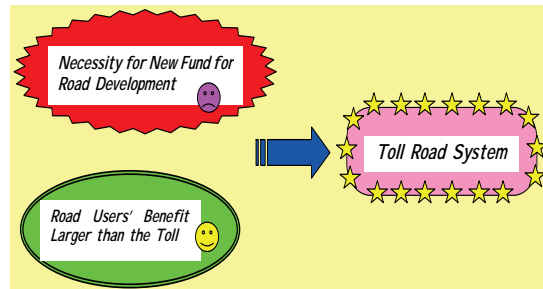 Necessity for New Fund for
Road Development
Toll Road System
Road Users' Benefit
Larger than the Toll